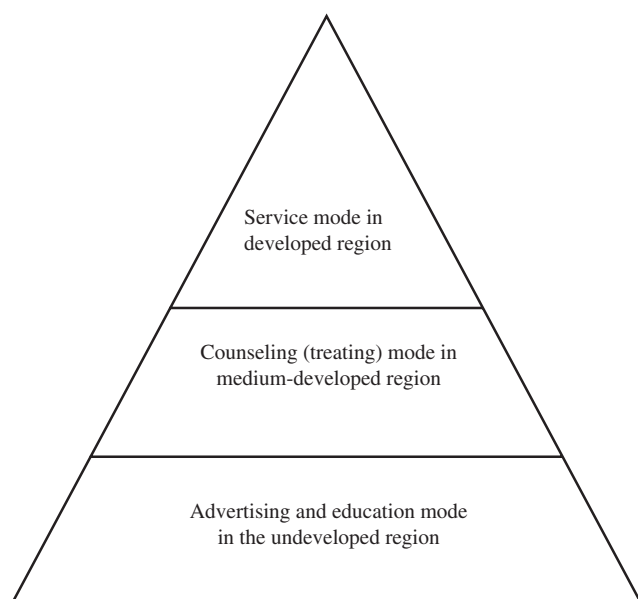 Service mode in
developed region
Counseling (treating) mode in
medium-developed region
Advertising and education mode
in the undeveloped region